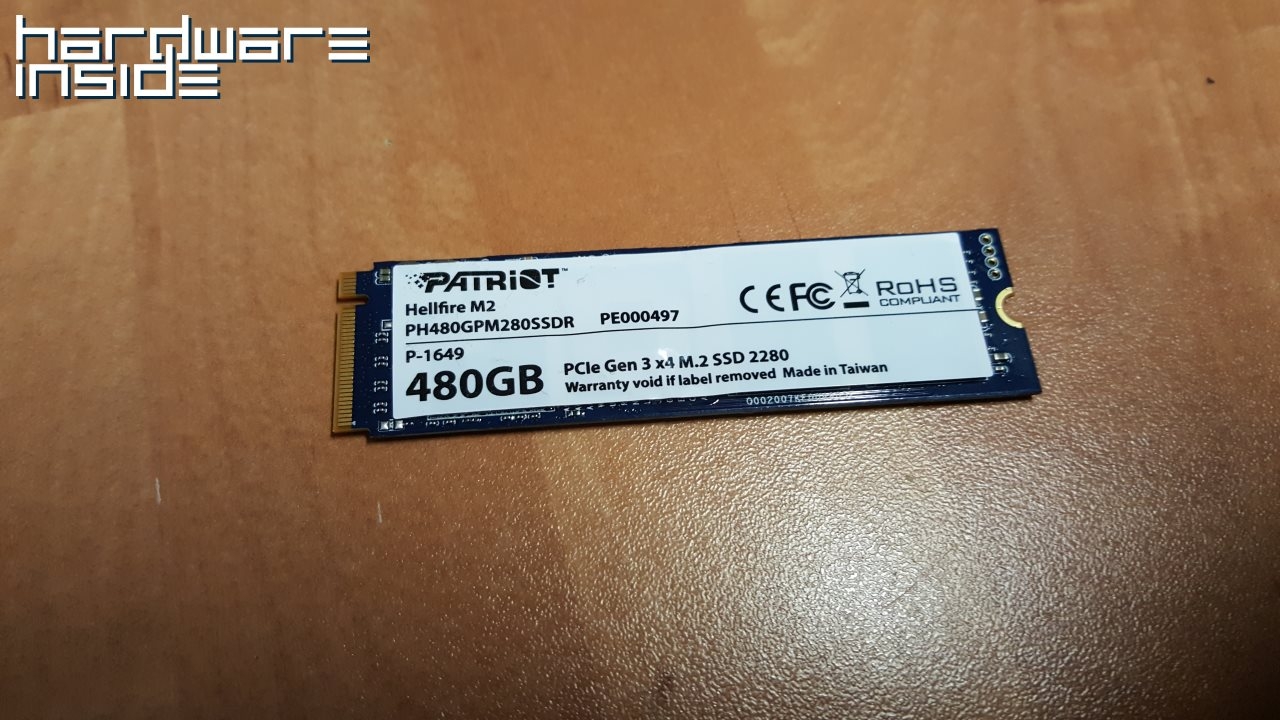 hardware
inside
PATRiOT™
Hellfire M2
PH480GPM280SSDR PE000497
CE FC RoHS
COMPLIANT
P-1649
480GB
PCIe Gen 3 x4 M.2 SSD 2280
Warranty void if label removed Made in Taiwan